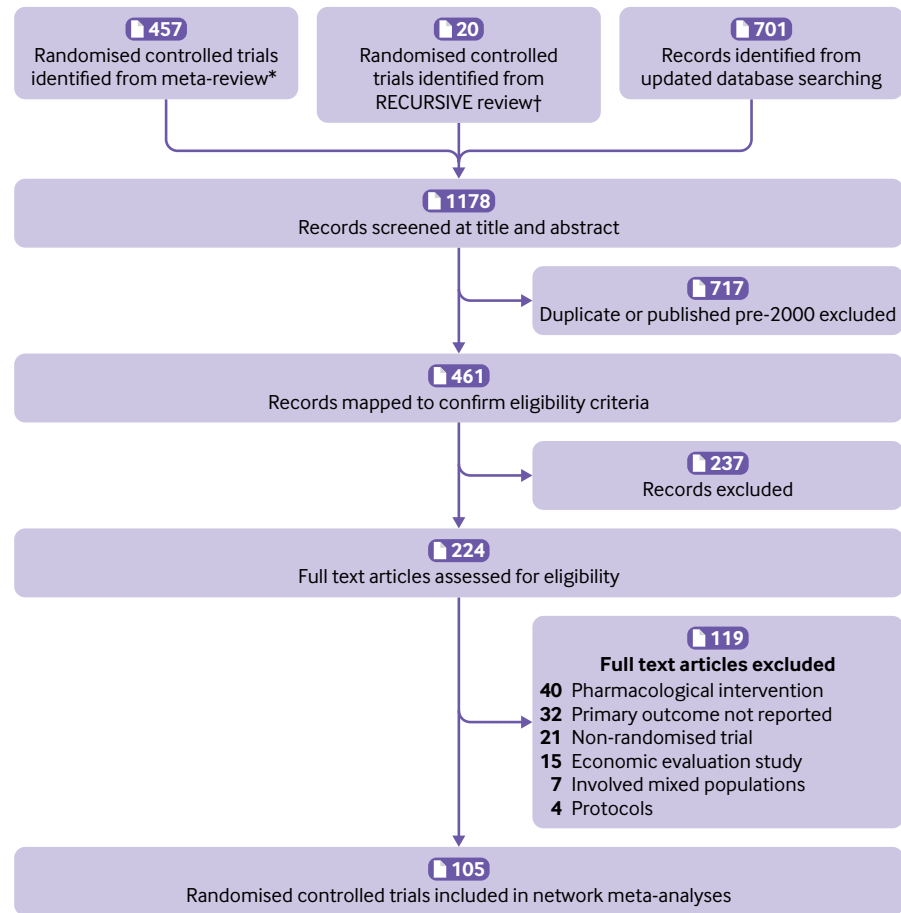 457
Randomised controlled trials
identified from meta-review*
20
Randomised controlled
trials identified from
RECURSIVE review†
701
Records identified from
updated database searching
1178
Records screened at title and abstract
717
Duplicate or published pre-2000 excluded
461
Records mapped to confirm eligibility criteria
237
Records excluded
224
Full text articles assessed for eligibility
119
Full text articles excluded
40 Pharmacological intervention
32 Primary outcome not reported
21 Non-randomised trial
15 Economic evaluation study
7 Involved mixed populations
4 Protocols
105
Randomised controlled trials included in network meta-analyses